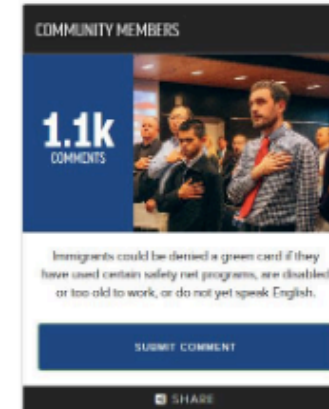 COMMUNITY MEMBERS
1.1k
COMMENTS
Immigrants could be denied a green card if they
have used certain safety net programs, are disabled
or too old to work, or do not yet speak English.
SUBMIT COMMENT
SHARE